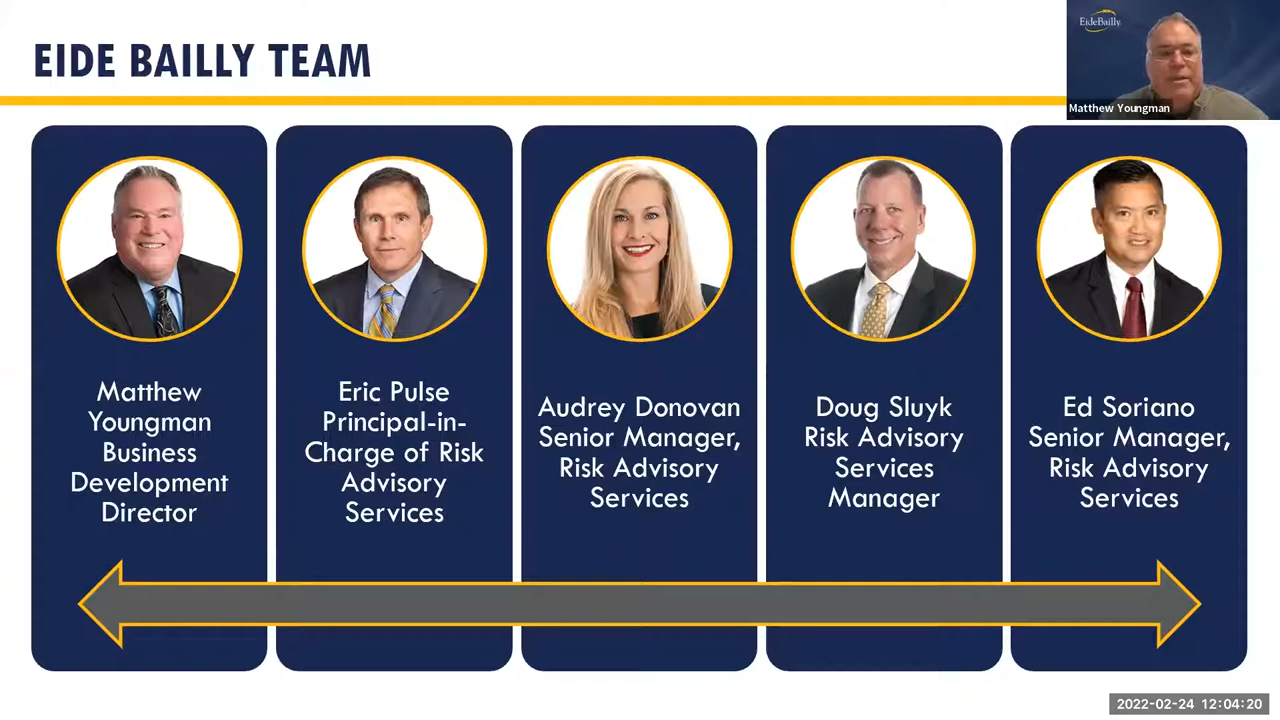 EIDE BAILLY TEAM
EideBailly
Matthew Youngman
Matthew
Youngman
Business
Development
Director
Eric Pulse
Principal-in-
Charge of Risk
Advisory
Services
Audrey Donovan
Senior Manager,
Risk Advisory
Services
Doug Sluyk
Risk Advisory
Services
Manager
Ed Soriano
Senior Manager,
Risk Advisory
Services
2022-02-24 12:04:20